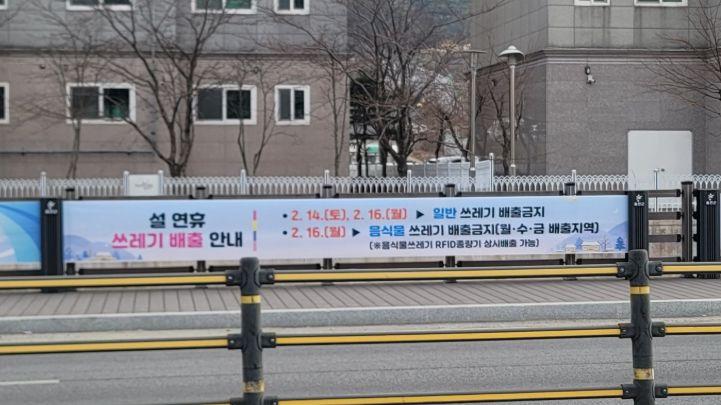 설 연휴
쓰레기 배출 안내
• 2. 14.(토), 2. 16.(월) ▶ 일반 쓰레기 배출금지
• 2. 16.(월) ▶ 음식물 쓰레기 배출금지(월·수·금 배출지역)
(※음식물쓰레기 RFID종량기 상시배출 가능)